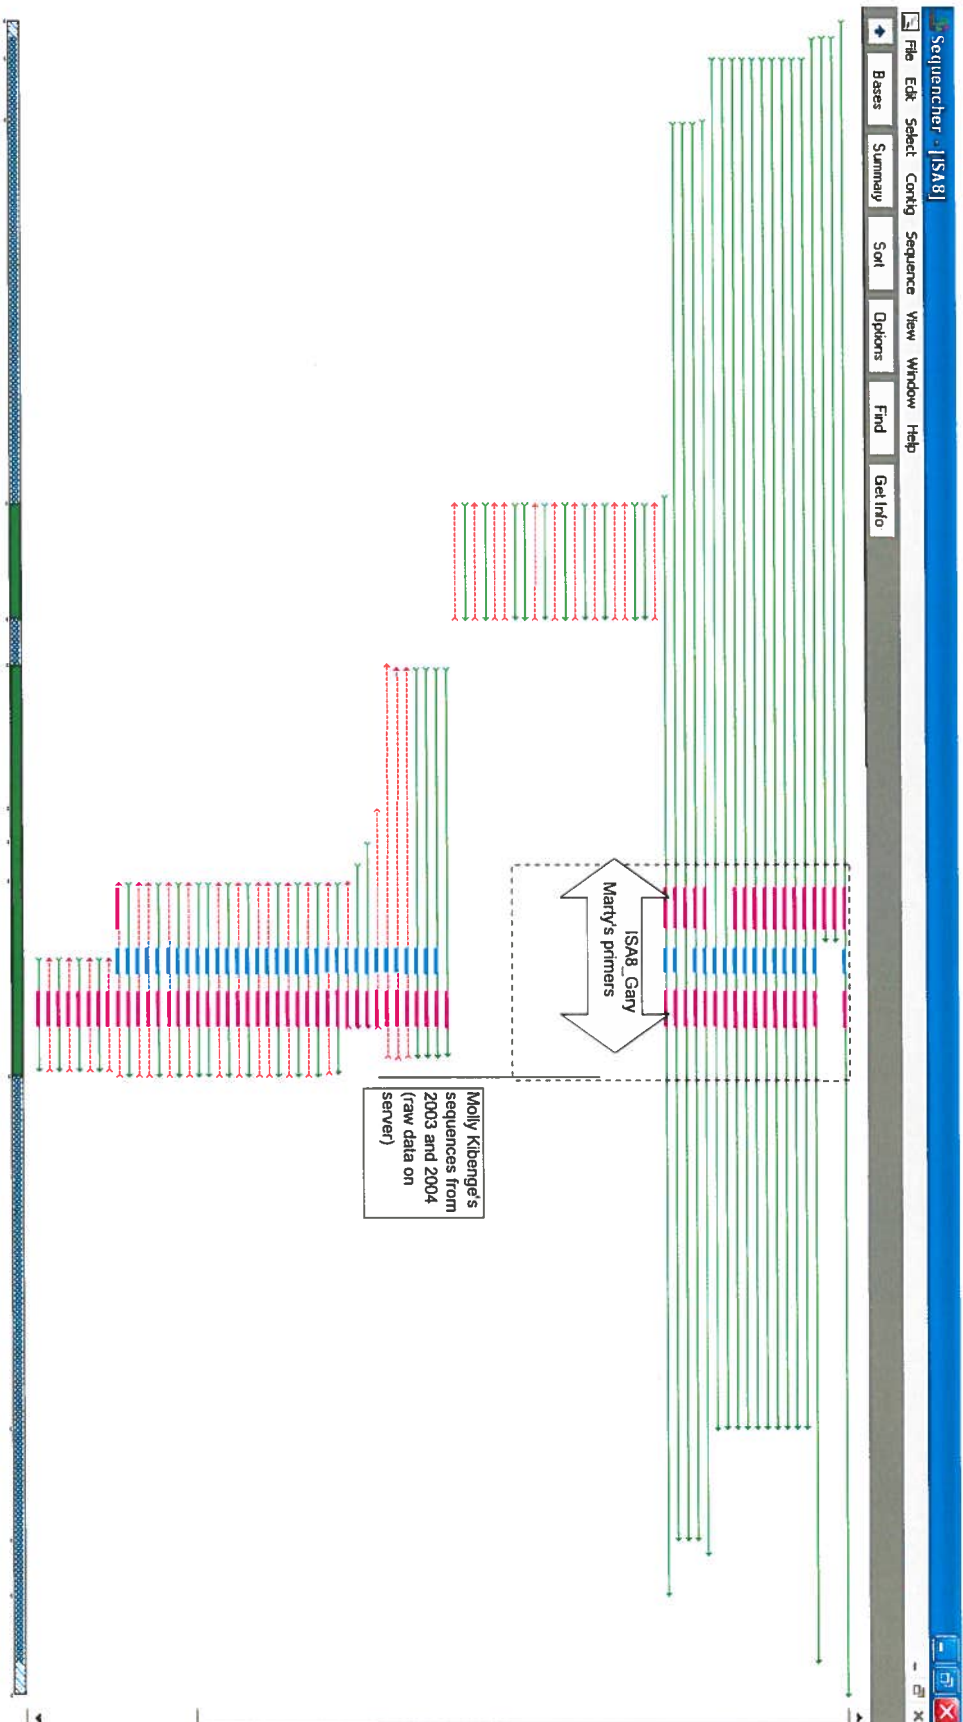 Sequencher - [ISA8]
File Edit Select Contig Sequence View Window Help
Bases Summary Sort Options Find Get Info
ISA8_Gary
Marty's primers
Molly Kibenge's
sequences from
2003 and 2004
(raw data on
server)